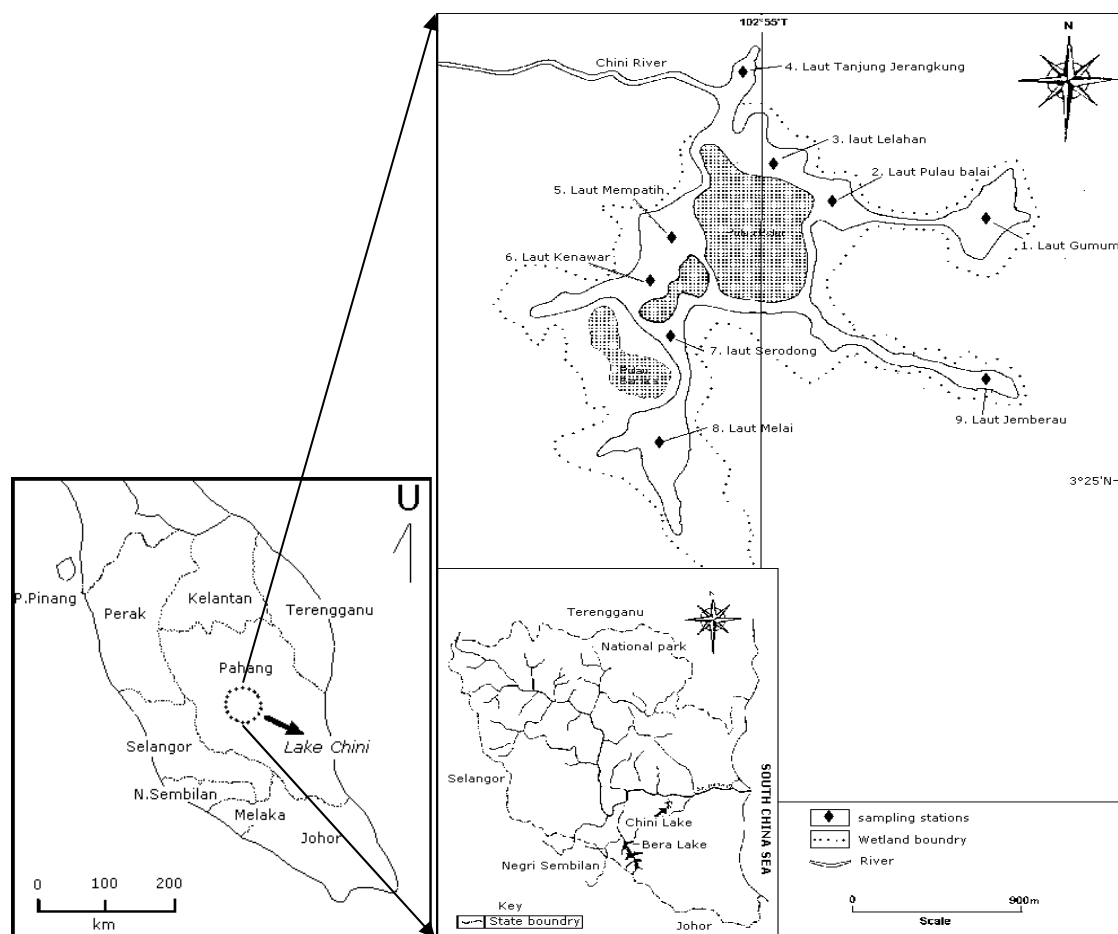 102°55'T
N
Chini River
4. Laut Tanjung Jerangkung
3. laut Lelahan
2. Laut Pulau balai
5. Laut Mempatih
1. Laut Gumum
6. Laut Kenawar
7. laut Serodong
Pulau
9. Laut Jemberau
8. Laut Melai
3°25'N
U
P.Pinang
Perak
Kelantan
Terengganu
Pahang
Lake Chini
Selangor
N.Sembilan
Melaka
Johor
0 100 200
km
Terengganu
National park
Selangor
SOUTH CHINA SEA
Chini Lake
Bera Lake
Negri Sembilan
Key
State boundry
Johor
sampling stations
Wetland boundry
River
0 900m
Scale